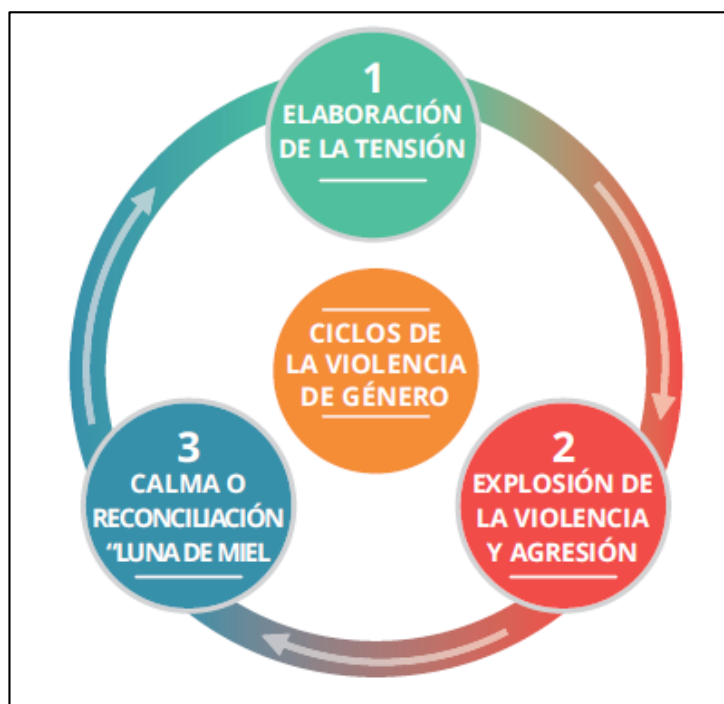 1
ELABORACIÓN
DE LA TENSIÓN
CICLOS DE
LA VIOLENCIA
DE GÉNERO
2
EXPLOSIÓN DE
LA VIOLENCIA
Y AGRESIÓN
3
CALMA O
RECONCILIACIÓN
“LUNA DE MIEL